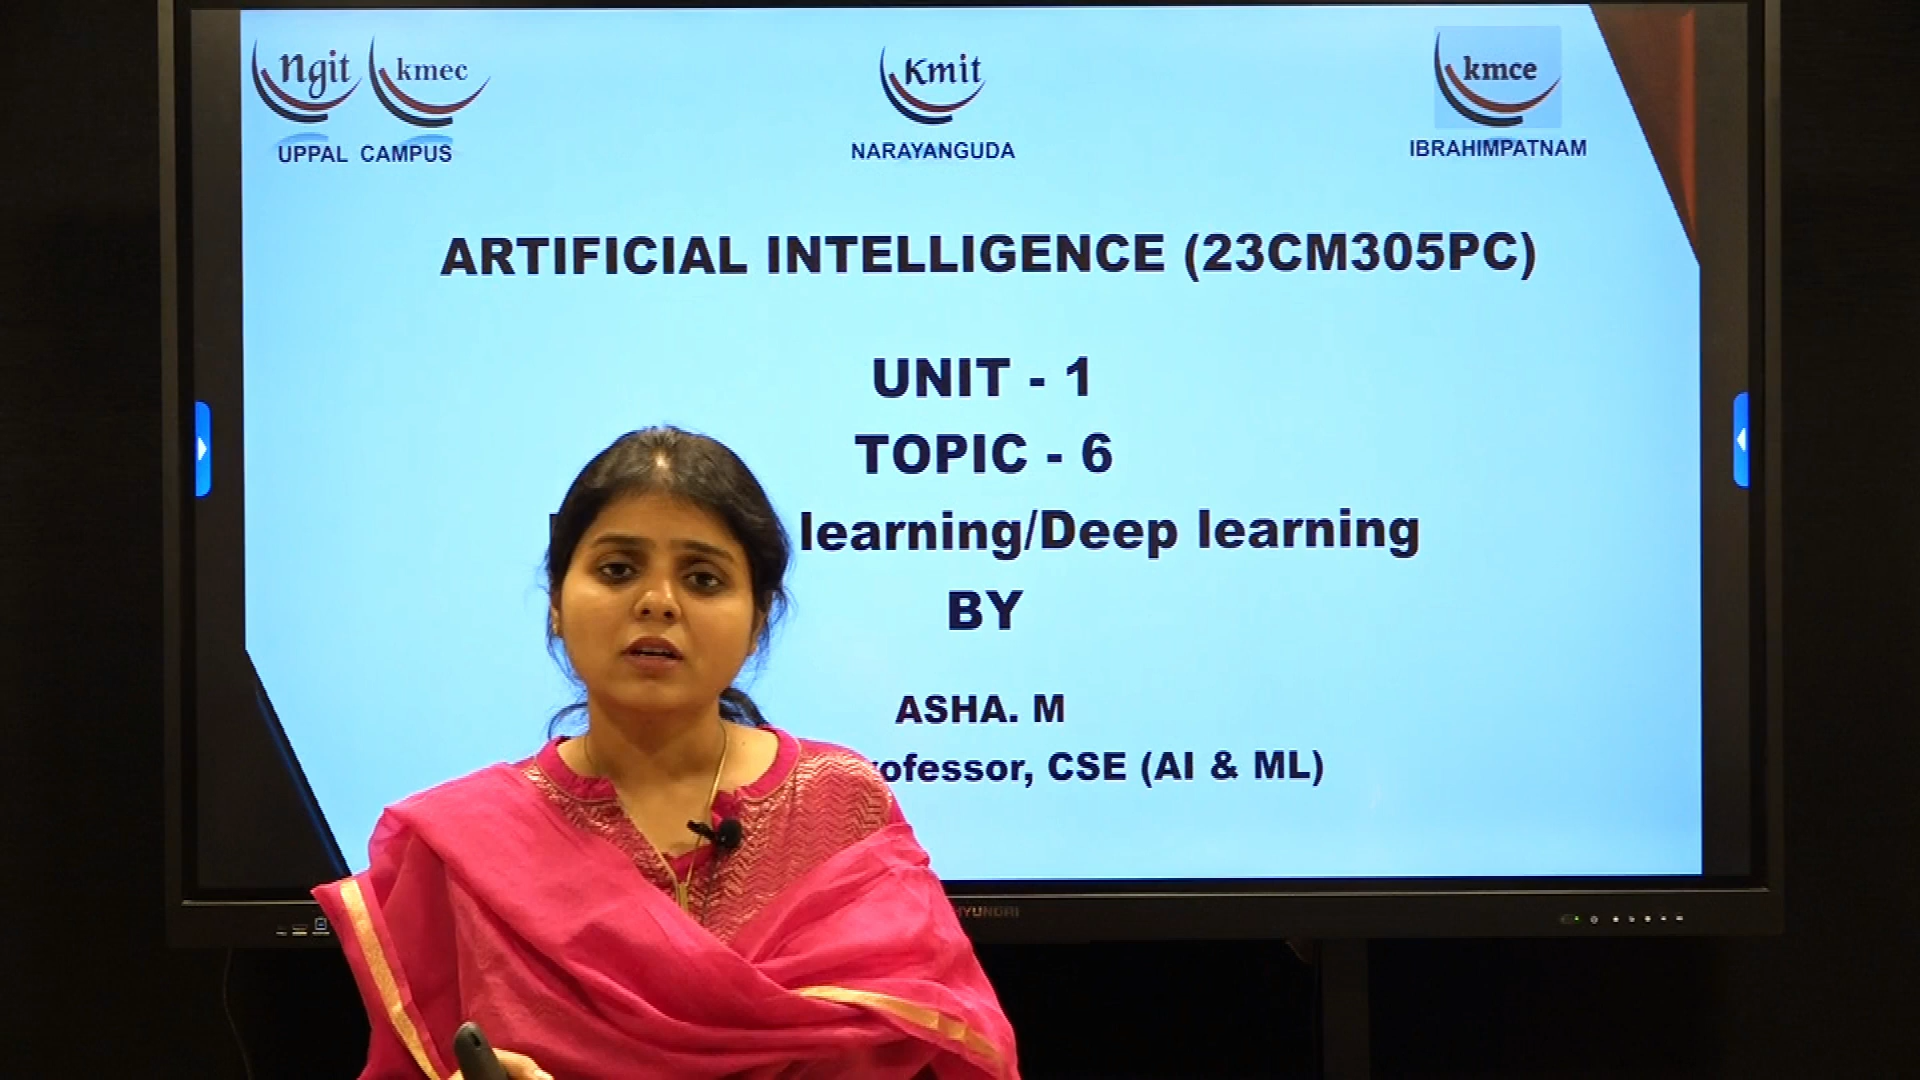 ngit kmec Kmit kmce
UPPAL CAMPUS NARAYANGUDA IBRAHIMPATNAM
ARTIFICIAL INTELLIGENCE (23CM305PC)
UNIT - 1
TOPIC - 6
learning/Deep learning
BY
ASHA. M
CSE (AI & ML)
HYUNDAI